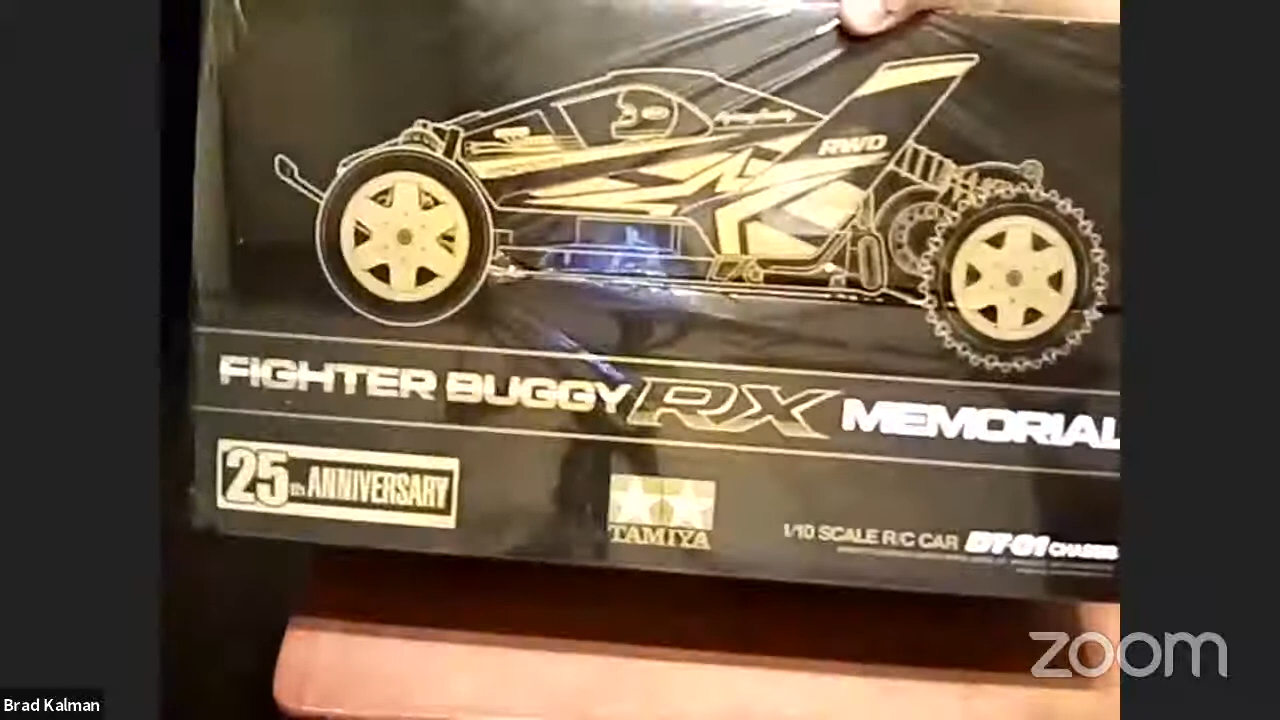 RWD
FIGHTER BUGGY RX MEMORIAL
25th ANNIVERSARY
TAMIYA
1/10 SCALE R/C CAR DT-01 CHASSIS
zoom
Brad Kalman